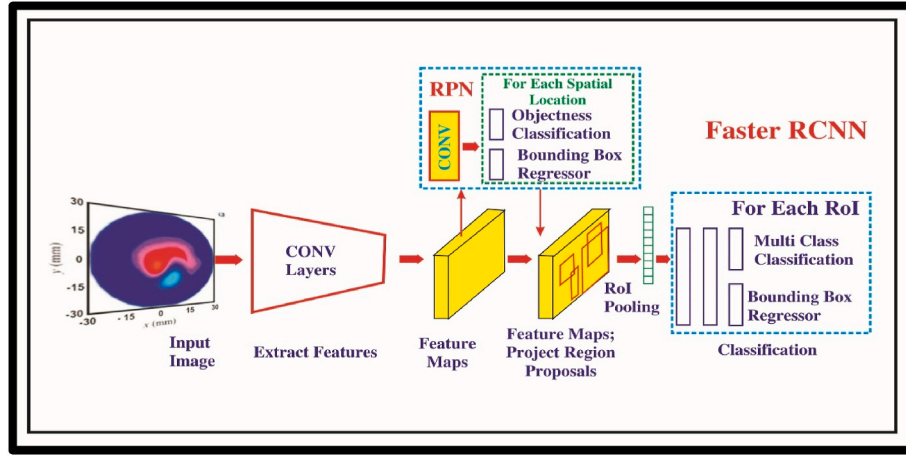 Faster RCNN
RPN
CONV
For Each Spatial
Location
Objectness
Classification
Bounding Box
Regressor
30
15
0
-15
-30
y (mm)
-30
- 15
0
15
30
x (mm)
Input
Image
CONV
Layers
Extract Features
Feature
Maps
Feature Maps;
Project Region
Proposals
RoI
Pooling
For Each RoI
Multi Class
Classification
Bounding Box
Regressor
Classification